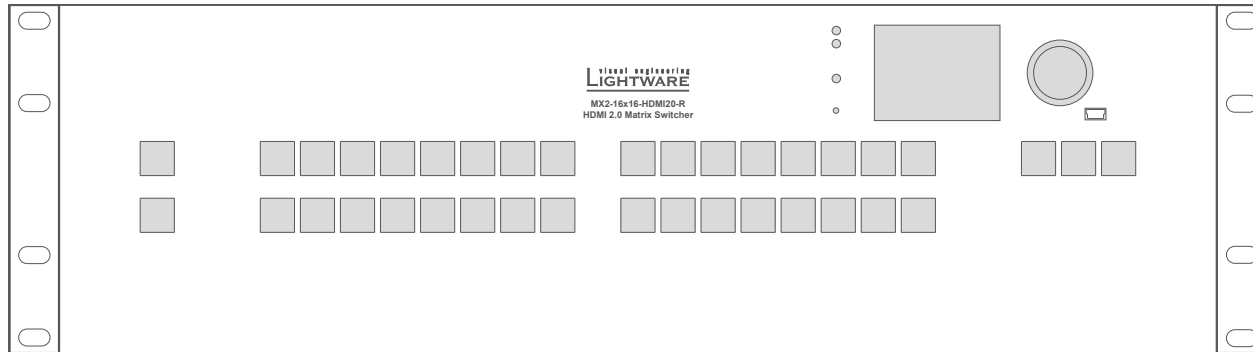 visual engineering
LIGHTWARE
MX2-16x16-HDMI20-R
HDMI 2.0 Matrix Switcher